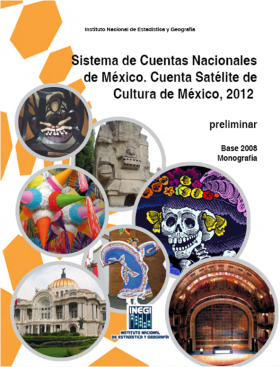 Instituto Nacional de Estadística y Geografía
Sistema de Cuentas Nacionales
de México. Cuenta Satélite de
Cultura de México, 2012
preliminar
Base 2008
Monografía
INEGI
INSTITUTO NACIONAL
DE ESTADÍSTICA Y GEOGRAFÍA